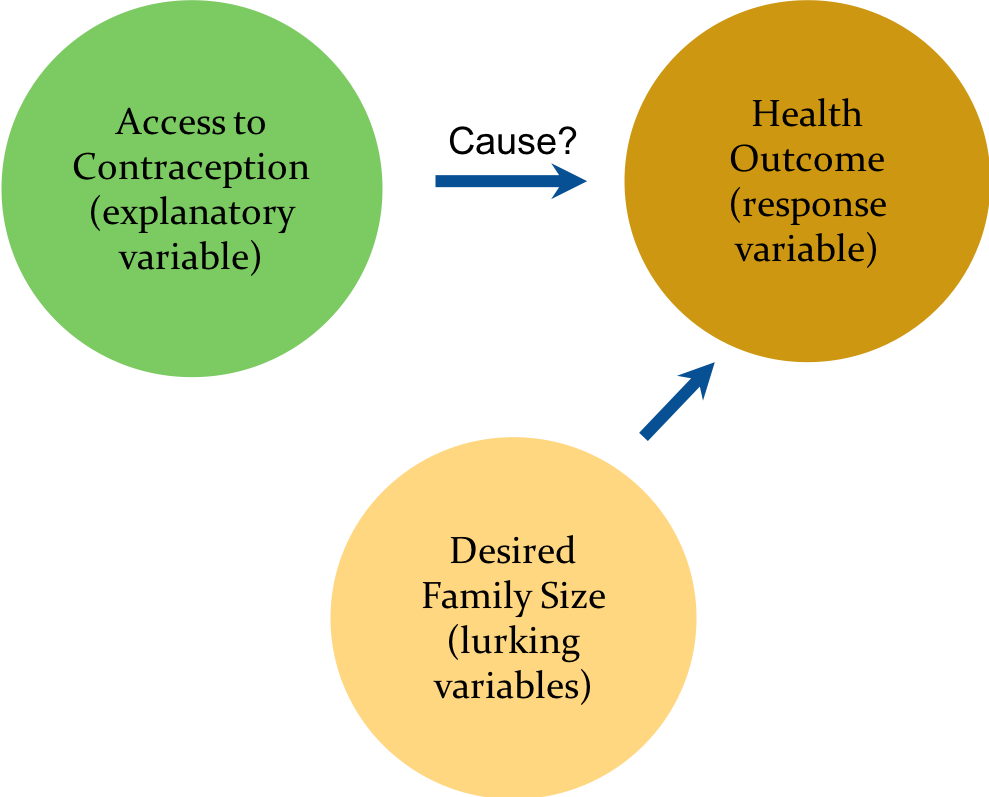 Access to
Contraception
(explanatory
variable)
Cause?
Health
Outcome
(response
variable)
Desired
Family Size
(lurking
variables)